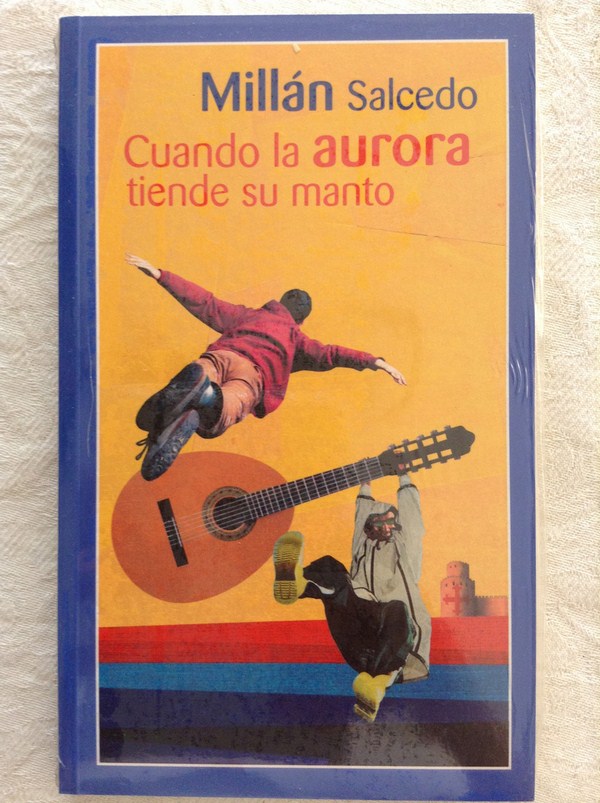 Millán Salcedo
Cuando la aurora
tiende su manto